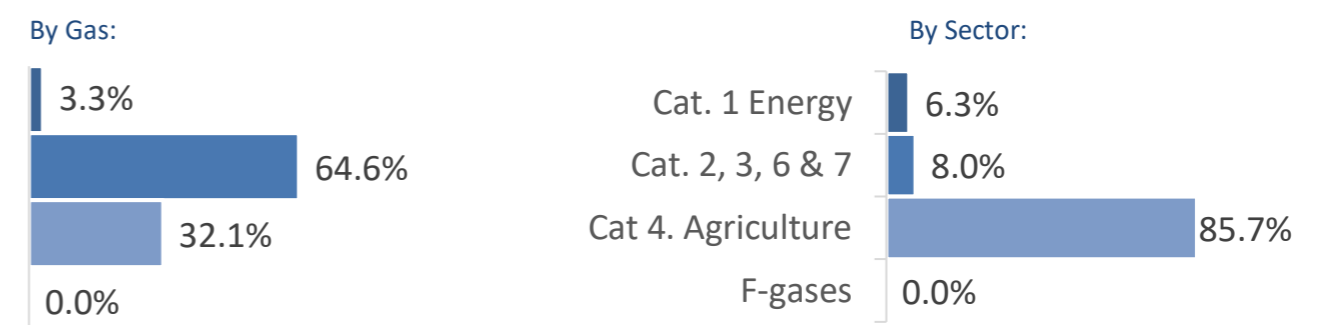 By Gas:
3.3%
64.6%
32.1%
0.0%
By Sector:
Cat. 1 Energy 6.3%
Cat. 2, 3, 6 & 7 8.0%
Cat 4. Agriculture 85.7%
F-gases 0.0%